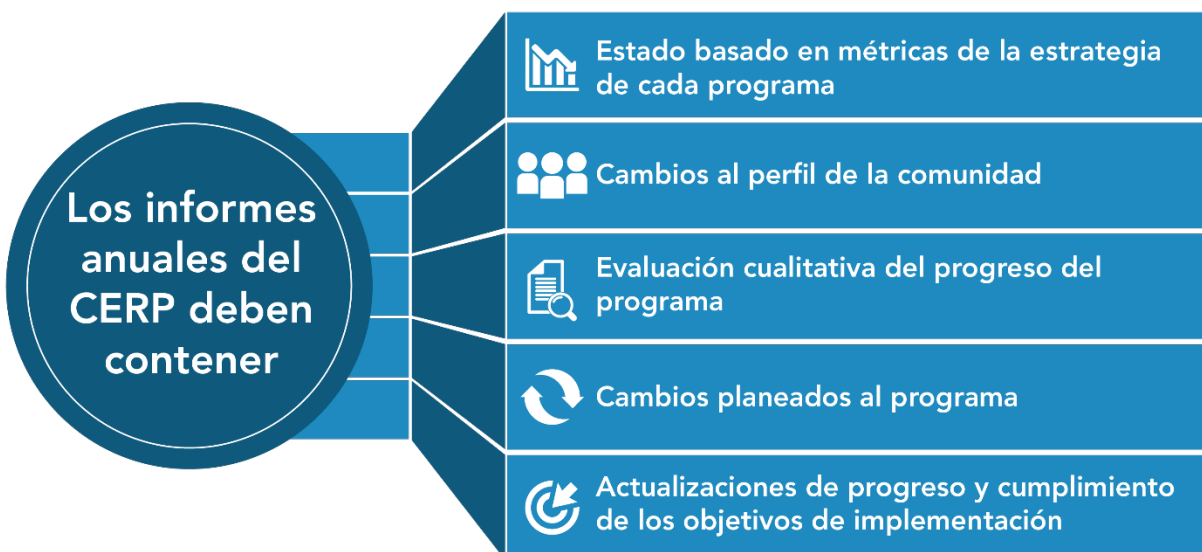 Los informes
anuales del
CERP deben
contener
Estado basado en métricas de la estrategia
de cada programa
Cambios al perfil de la comunidad
Evaluación cualitativa del progreso del
programa
Cambios planeados al programa
Actualizaciones de progreso y cumplimiento
de los objetivos de implementación